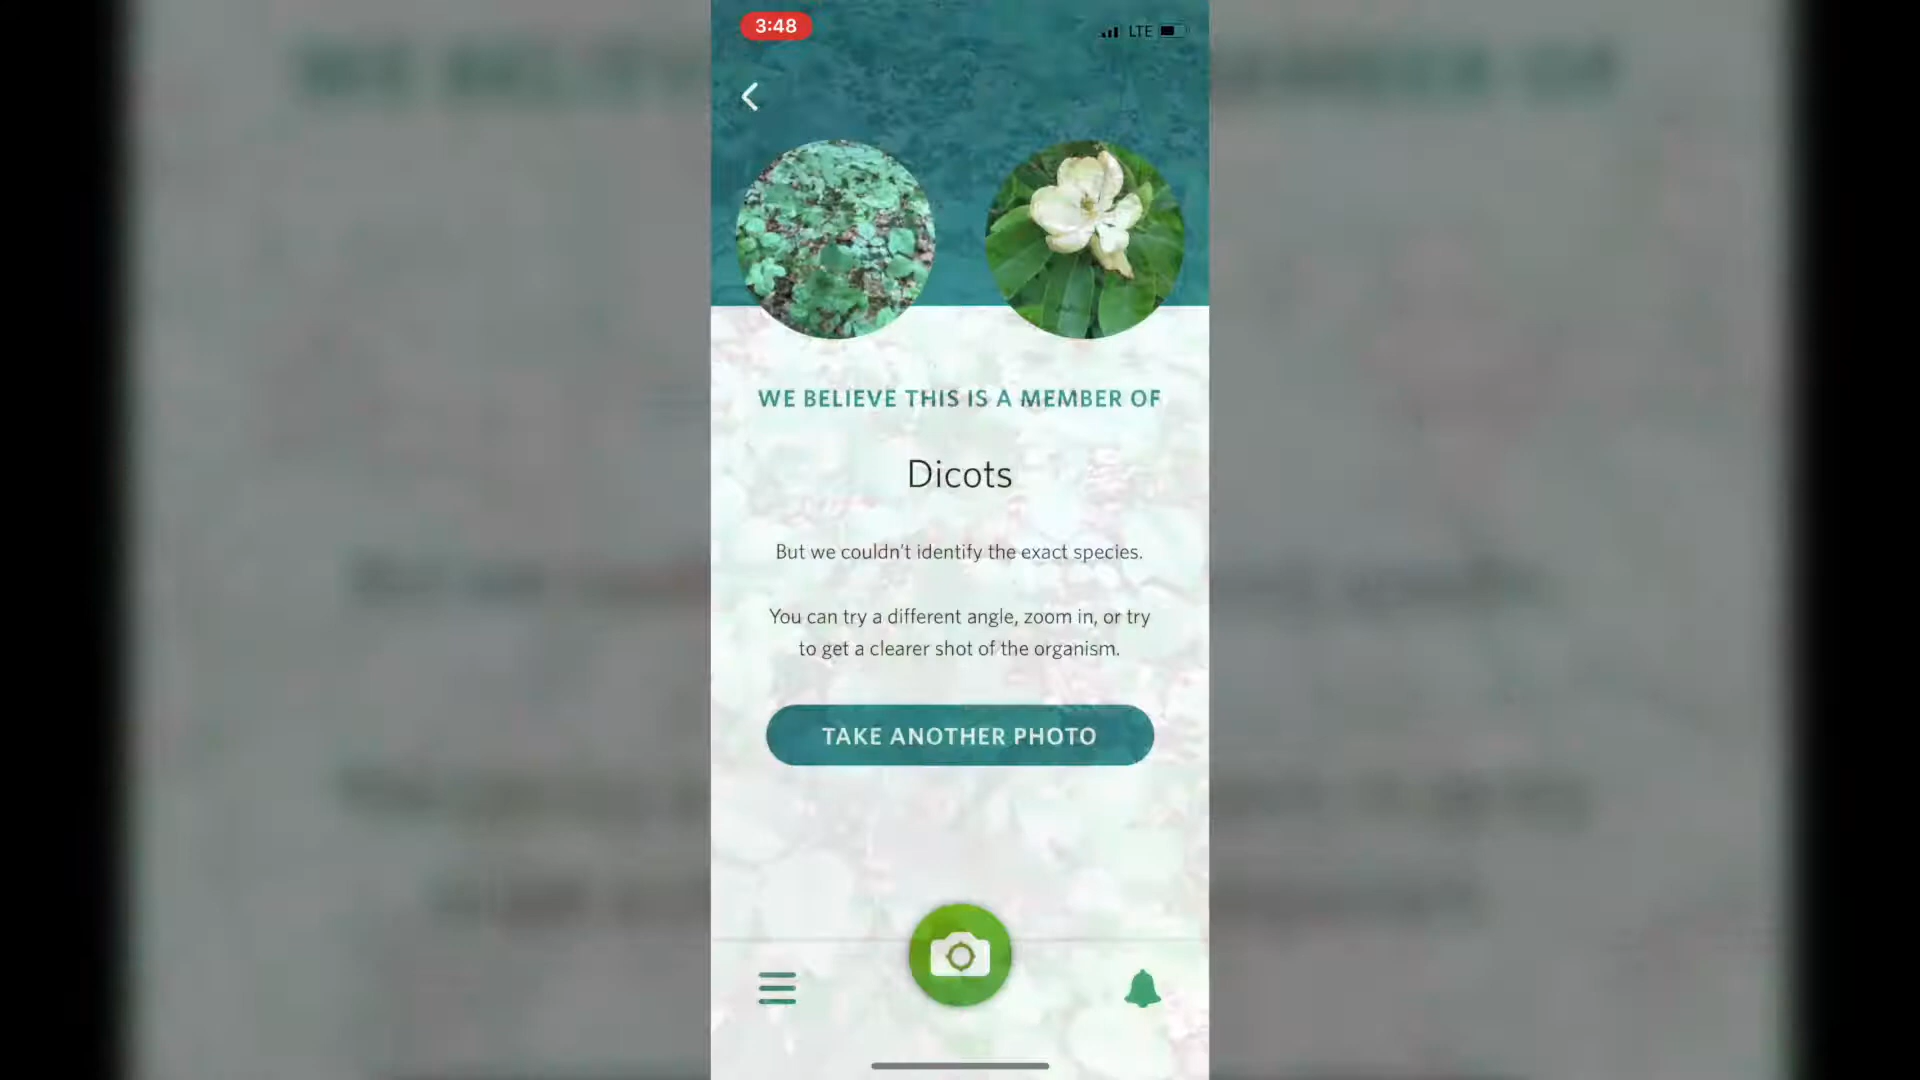 3:48
LTE
WE BELIEVE THIS IS A MEMBER OF
Dicots
But we couldn't identify the exact species.
You can try a different angle, zoom in, or try
to get a clearer shot of the organism.
TAKE ANOTHER PHOTO